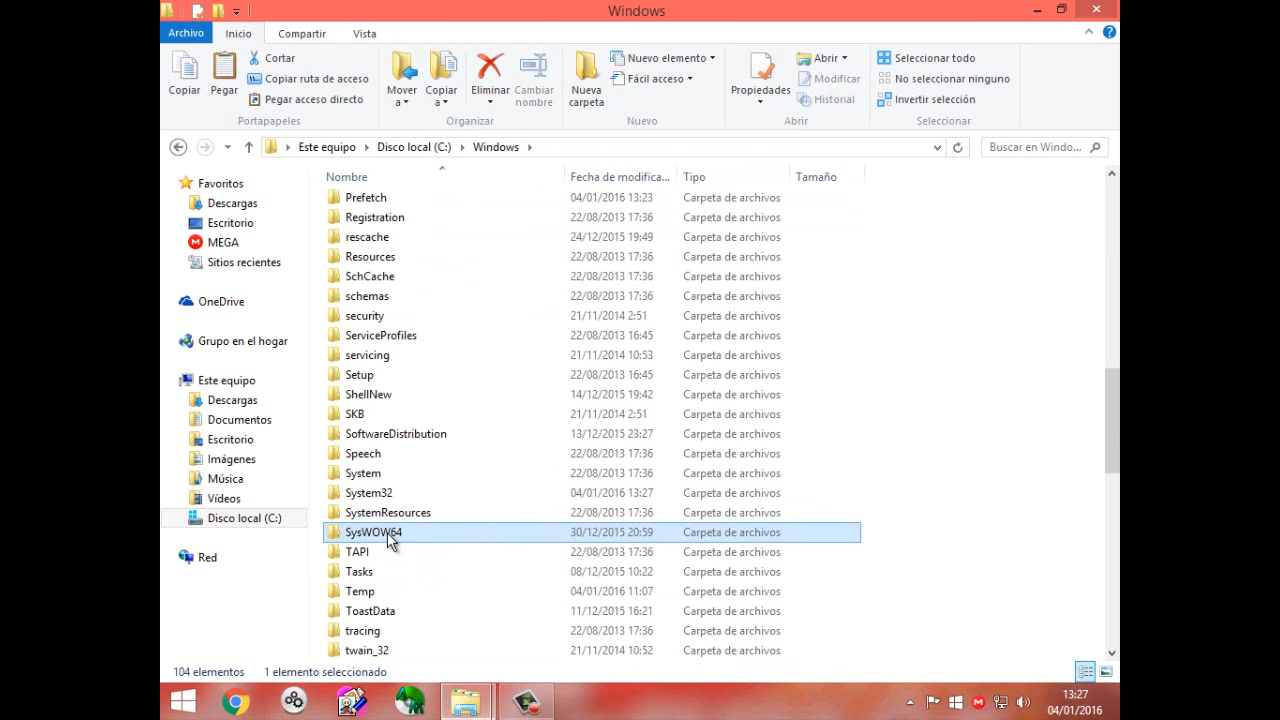 Windows
Archivo Inicio Compartir Vista
Copiar
Pegar
Cortar
Copiar ruta de acceso
Pegar acceso directo
Portapapeles
Mover a
Copiar a
Eliminar
Cambiar nombre
Organizar
Nueva carpeta
Nuevo elemento
Fácil acceso
Nuevo
Propiedades
Abrir
Modificar
Historial
Abrir
Seleccionar todo
No seleccionar ninguno
Invertir selección
Seleccionar
Este equipo Disco local (C:) Windows
Buscar en Windo...
Favoritos
Descargas
Escritorio
MEGA
Sitios recientes
OneDrive
Grupo en el hogar
Este equipo
Descargas
Documentos
Escritorio
Imágenes
Música
Vídeos
Disco local (C:)
Red
Nombre Fecha de modifica... Tipo Tamaño
Prefetch 04/01/2016 13:23 Carpeta de archivos
Registration 22/08/2013 17:36 Carpeta de archivos
rescache 24/12/2015 19:49 Carpeta de archivos
Resources 22/08/2013 17:36 Carpeta de archivos
SchCache 22/08/2013 17:36 Carpeta de archivos
schemas 22/08/2013 17:36 Carpeta de archivos
security 21/11/2014 2:51 Carpeta de archivos
ServiceProfiles 22/08/2013 16:45 Carpeta de archivos
servicing 21/11/2014 10:53 Carpeta de archivos
Setup 22/08/2013 16:45 Carpeta de archivos
ShellNew 14/12/2015 19:42 Carpeta de archivos
SKB 21/11/2014 2:51 Carpeta de archivos
SoftwareDistribution 13/12/2015 23:27 Carpeta de archivos
Speech 22/08/2013 17:36 Carpeta de archivos
System 22/08/2013 17:36 Carpeta de archivos
System32 04/01/2016 13:27 Carpeta de archivos
SystemResources 22/08/2013 17:36 Carpeta de archivos
SysWOW64 30/12/2015 20:59 Carpeta de archivos
TAPI 22/08/2013 17:36 Carpeta de archivos
Tasks 08/12/2015 10:22 Carpeta de archivos
Temp 04/01/2016 11:07 Carpeta de archivos
ToastData 11/12/2015 16:21 Carpeta de archivos
tracing 22/08/2013 17:36 Carpeta de archivos
twain_32 21/11/2014 10:52 Carpeta de archivos
104 elementos 1 elemento seleccionado
13:27
04/01/2016